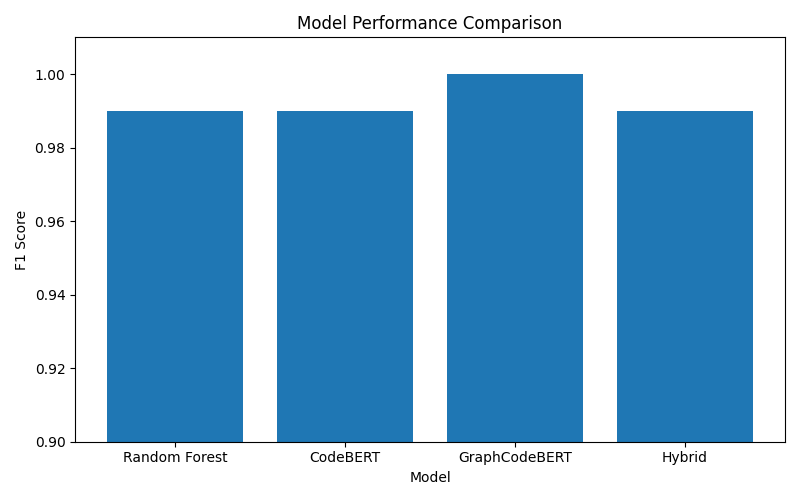 Model Performance Comparison
1.00
0.98
0.96
0.94
0.92
0.90
F1 Score
Random Forest
CodeBERT
GraphCodeBERT
Hybrid
Model